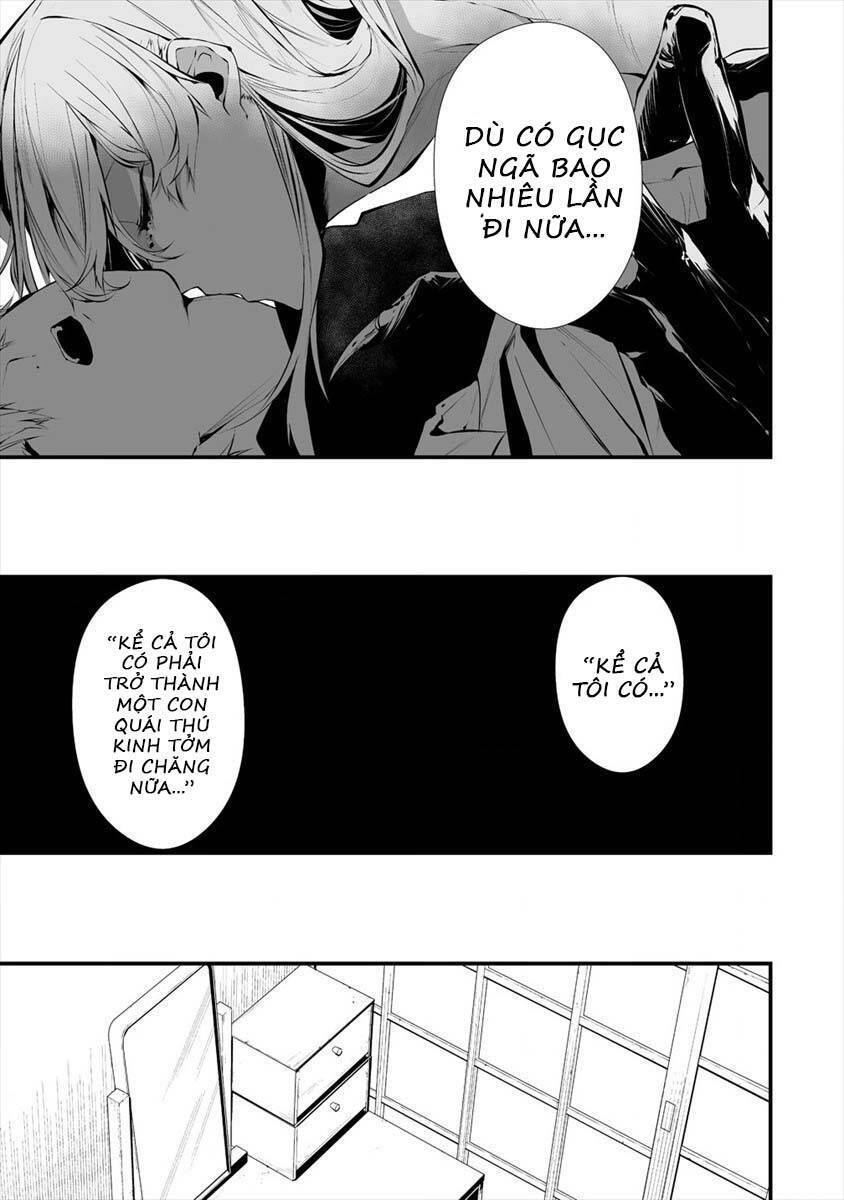 DÙ CÓ GỤC
NGÃ BAO
NHIÊU LẦN
ĐI NỮA...
“KỂ CẢ
TÔI CÓ...”
“KỂ CẢ TÔI
CÓ PHẢI
TRỞ THÀNH
MỘT CON
QUÁI THÚ
KINH TỞM
ĐI CHĂNG
NỮA...”